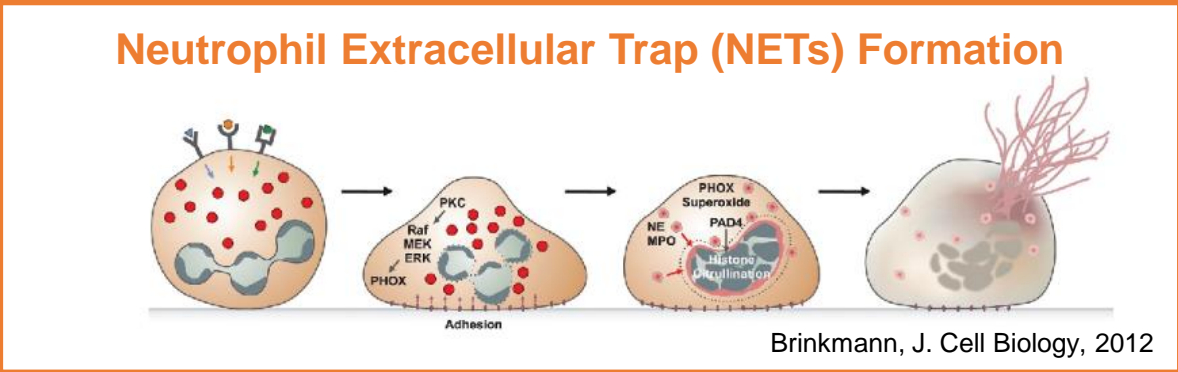 Neutrophil Extracellular Trap (NETs) Formation
PKC
Raf
MEK
ERK
PHOX
Adhesion
PHOX
Superoxide
NE
MPO
PAD4
Histone
Citrullination
Brinkmann, J. Cell Biology, 2012